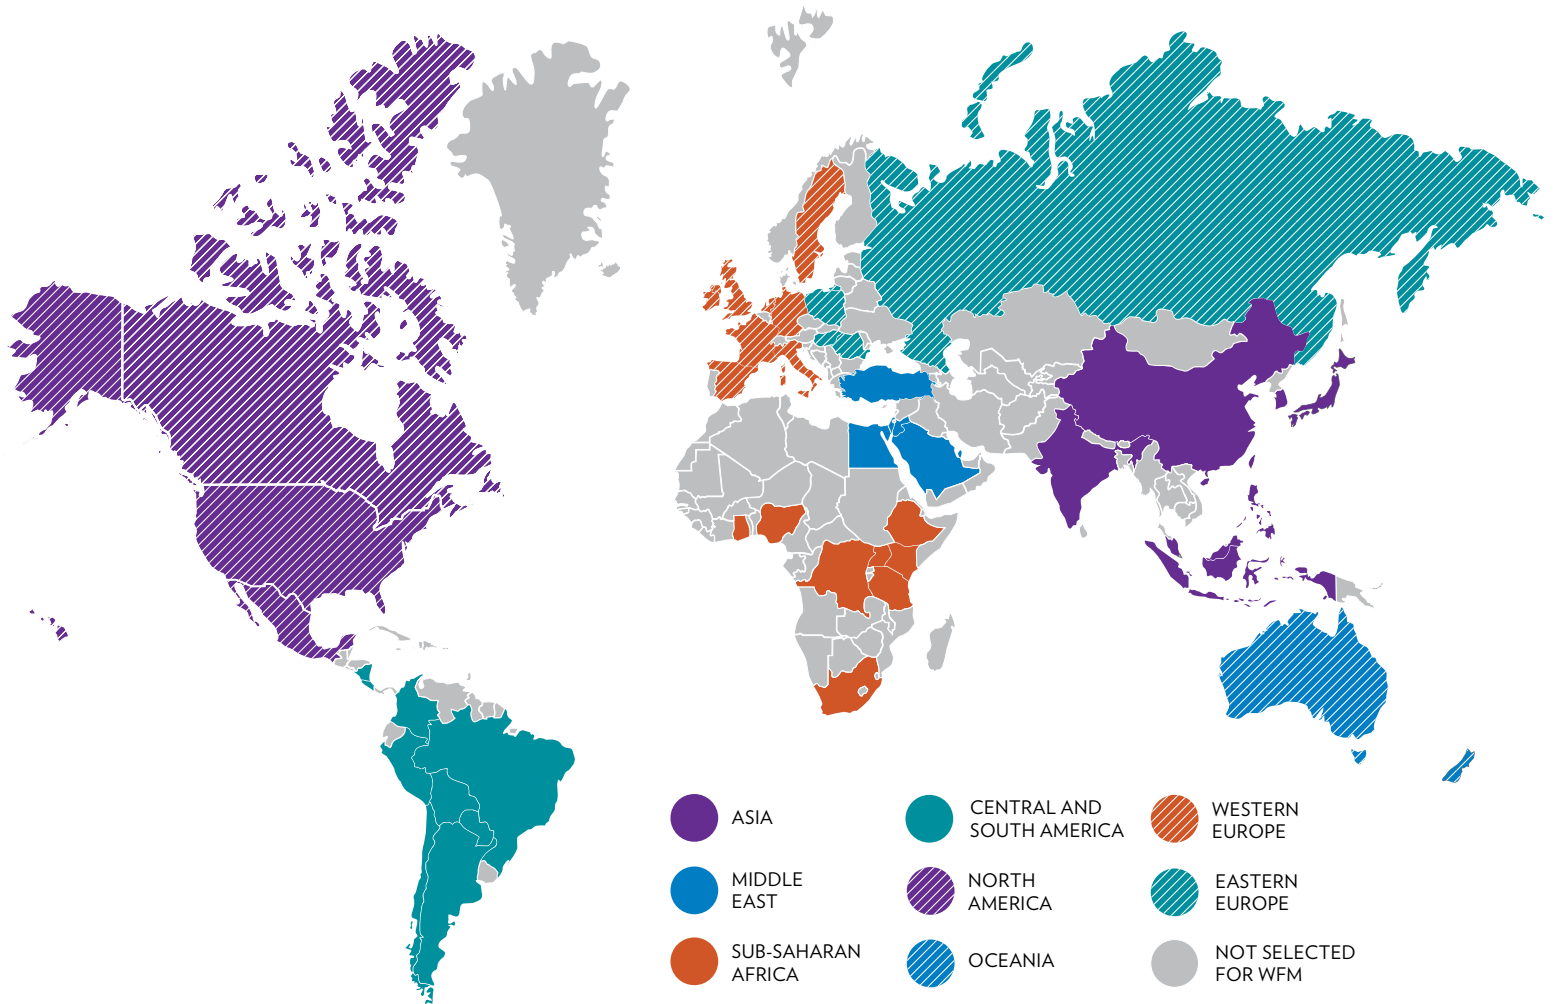 ASIA
CENTRAL AND
SOUTH AMERICA
WESTERN
EUROPE
MIDDLE
EAST
NORTH
AMERICA
EASTERN
EUROPE
SUB-SAHARAN
AFRICA
OCEANIA
NOT SELECTED
FOR WFM